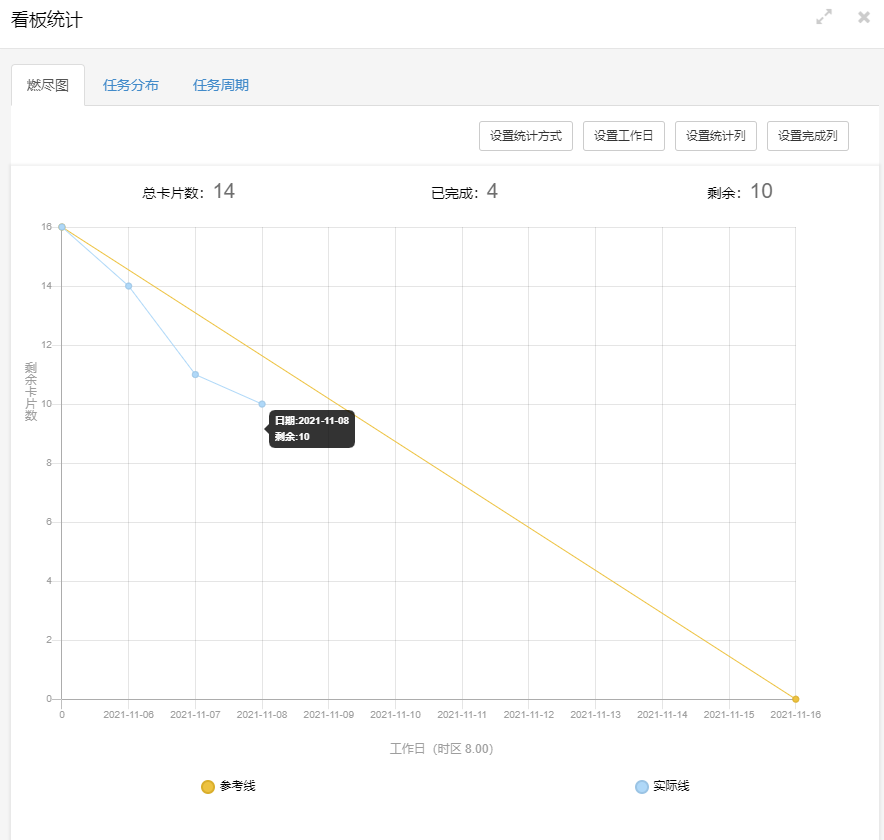 看板统计
燃尽图 任务分布 任务周期
设置统计方式 设置工作日 设置统计列 设置完成列
总卡片数: 14 已完成: 4 剩余: 10
16
14
12
10
8
6
4
2
0
剩余卡片数
日期:2021-11-08
剩余:10
0 2021-11-06 2021-11-07 2021-11-08 2021-11-09 2021-11-10 2021-11-11 2021-11-12 2021-11-13 2021-11-14 2021-11-15 2021-11-16
工作日（时区 8.00）
参考线 实际线